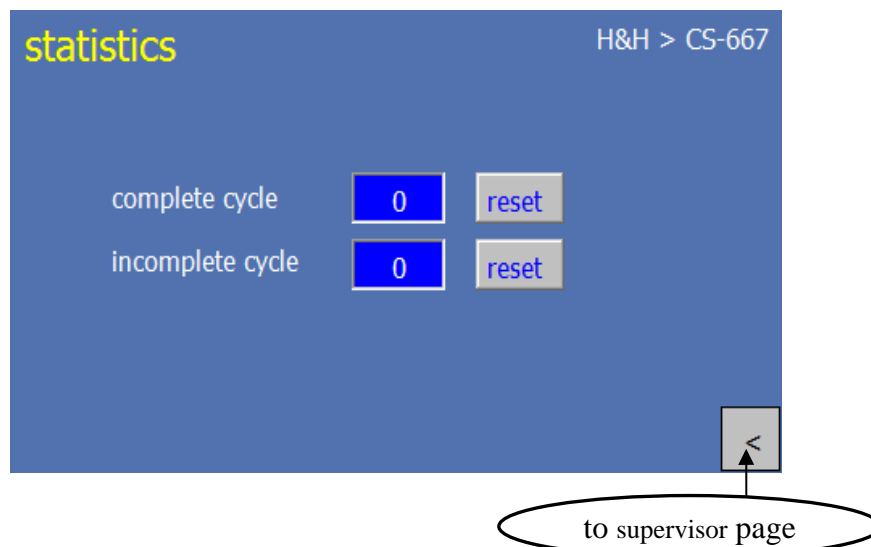 statistics
H&H > CS-667
complete cycle 0 reset
incomplete cycle 0 reset
<
to supervisor page